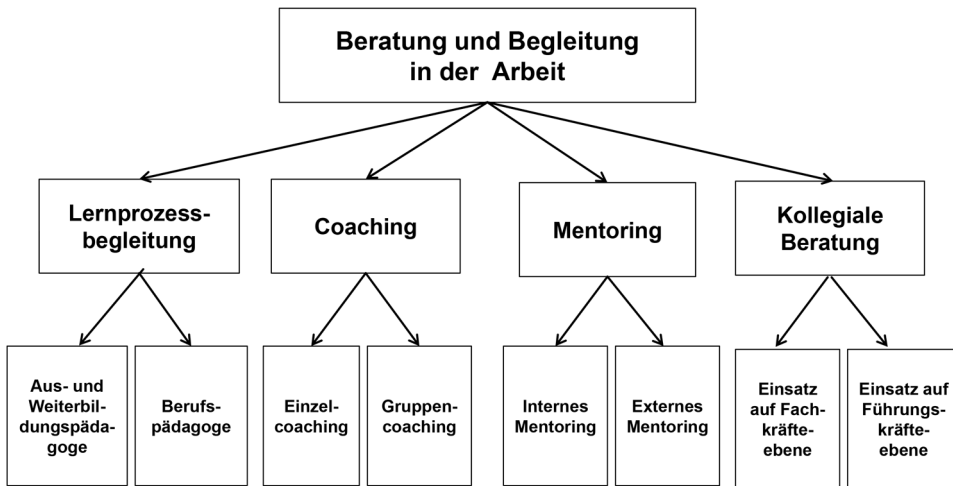 Beratung und Begleitung
in der Arbeit
Lernprozess-
begleitung
Coaching
Mentoring
Kollegiale
Beratung
Aus- und
Weiterbil-
dungspäda-
goge
Berufs-
pädagoge
Einzel-
coaching
Gruppen-
coaching
Internes
Mentoring
Externes
Mentoring
Einsatz
auf Fach-
kräfte-
ebene
Einsatz auf
Führungs-
kräfte-
ebene